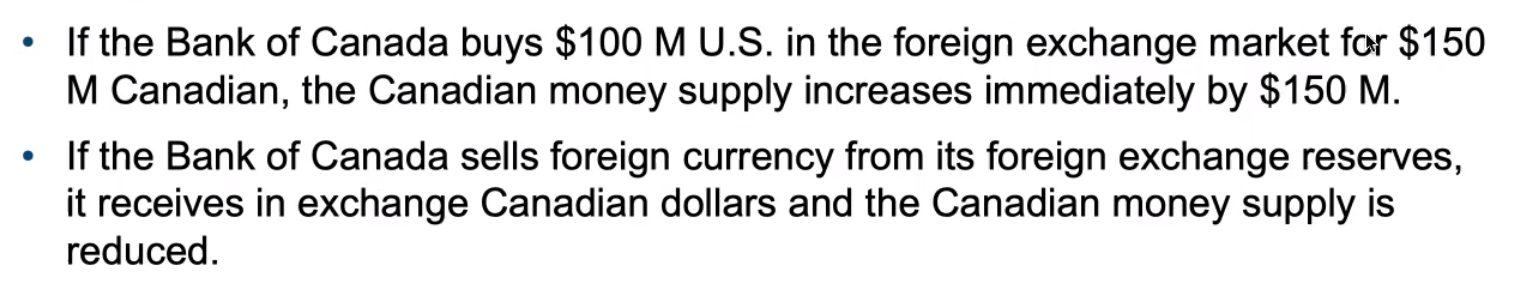 • If the Bank of Canada buys $100 M U.S. in the foreign exchange market for $150
M Canadian, the Canadian money supply increases immediately by $150 M.
• If the Bank of Canada sells foreign currency from its foreign exchange reserves,
it receives in exchange Canadian dollars and the Canadian money supply is
reduced.